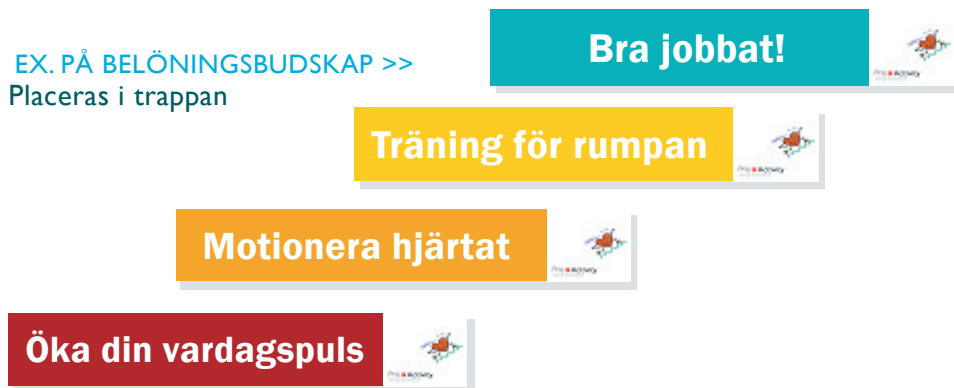 Bra jobbat!
EX. PÅ BELÖNINGSBUDSKAP >>
Placeras i trappan
Träning för rumpan
Motionera hjärtat
Öka din vardagspuls